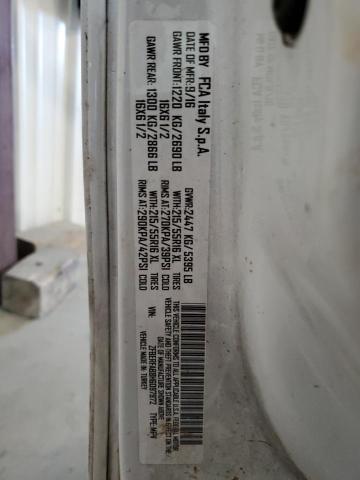 MFD BY FCA Italy S.p.A.
DATE OF MFR: 9/16 GVWR: 2447 KG/5395 LB
GAWR FRONT: 1220 KG/2690 LB WITH: 215/55R16 XL TIRES
16X6 1/2 RIMS AT: 270KPA/39PSI COLD
GAWR REAR: 1300 KG/2866 LB WITH: 215/55R16 XL TIRES
16X6 1/2 RIMS AT: 290KPA/42PSI COLD
THIS VEHICLE CONFORMS TO ALL APPLICABLE U.S.A. FEDERAL MOTOR
VEHICLE SAFETY AND THEFT PREVENTION STANDARDS IN EFFECT ON THE
DATE OF MANUFACTURE SHOWN ABOVE.
VIN: TYPE: MPV
VEHICLE MADE IN: TURKEY